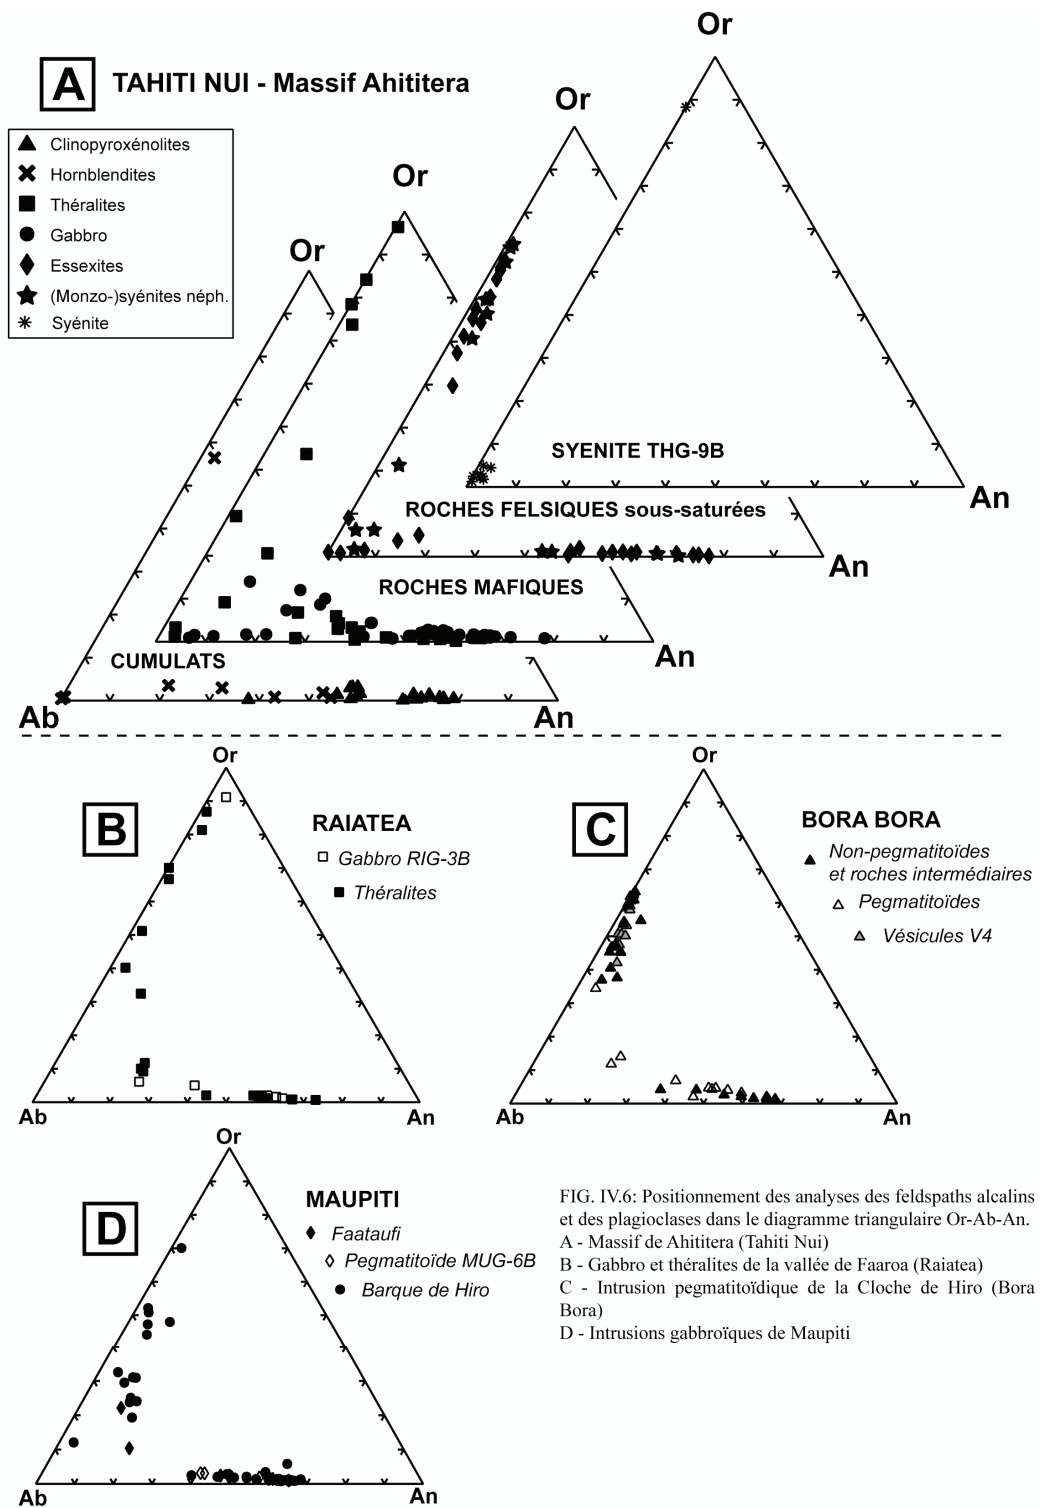 Or
A
TAHITI NUI - Massif Ahititera
Or
Clinopyroxénolites
Hornblendites
Théralites
Gabbro
Essexites
(Monzo-)syénites néph.
Syénite
Or
Or
SYENITE THG-9B
An
ROCHES FELSIQUES sous-saturées
An
ROCHES MAFIQUES
An
CUMULATS
Ab
An
Or
B
RAIATEA
Gabbro RIG-3B
Théralites
Ab
An
Or
C
BORA BORA
Non-pegmatitoïdes
et roches intermédiaires
Pegmatitoïdes
Vésicules V4
Ab
An
Or
D
MAUPITI
Faataufi
Pegmatitoïde MUG-6B
Barque de Hiro
Ab
An
FIG. IV.6: Positionnement des analyses des feldspaths alcalins
et des plagioclases dans le diagramme triangulaire Or-Ab-An.
A - Massif de Ahititera (Tahiti Nui)
B - Gabbro et théralites de la vallée de Faaroa (Raiatea)
C - Intrusion pegmatitoïdique de la Cloche de Hiro (Bora
Bora)
D - Intrusions gabbroïques de Maupiti